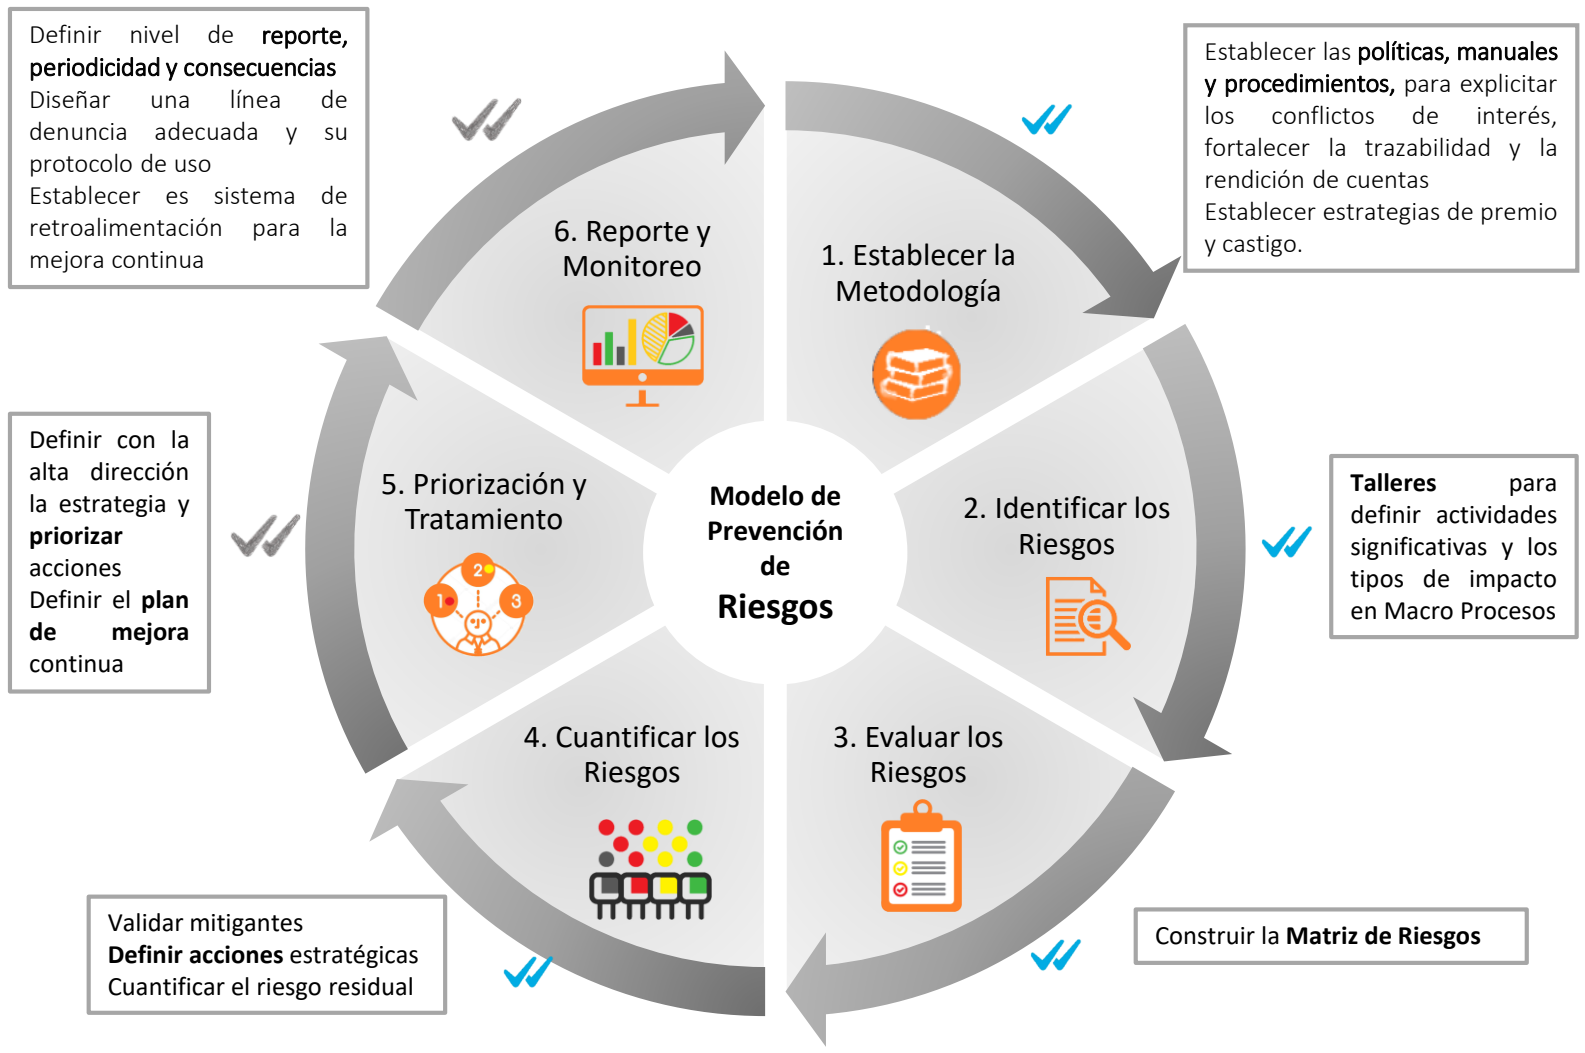 Definir nivel de reporte,
periodicidad y consecuencias
Diseñar una línea de
denuncia adecuada y su
protocolo de uso
Establecer es sistema de
retroalimentación para la
mejora continua
Establecer las políticas, manuales
y procedimientos, para explicitar
los conflictos de interés,
fortalecer la trazabilidad y la
rendición de cuentas
Establecer estrategias de premio
y castigo.
6. Reporte y
Monitoreo
1. Establecer la
Metodología
Definir con la
alta dirección
la estrategia y
priorizar
acciones
Definir el plan
de mejora
continua
5. Priorización y
Tratamiento
1
2
3
Modelo de
Prevención
de
Riesgos
2. Identificar los
Riesgos
Talleres para
definir actividades
significativas y los
tipos de impacto
en Macro Procesos
4. Cuantificar los
Riesgos
3. Evaluar los
Riesgos
Validar mitigantes
Definir acciones estratégicas
Cuantificar el riesgo residual
Construir la Matriz de Riesgos